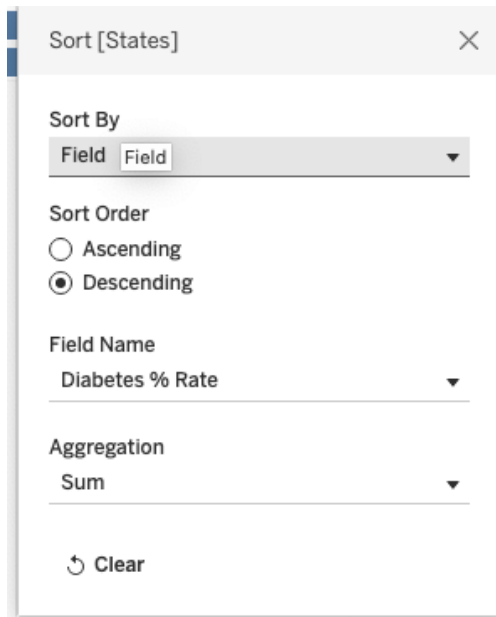 Sort [States]
Sort By
Field Field
Sort Order
Ascending
Descending
Field Name
Diabetes % Rate
Aggregation
Sum
Clear